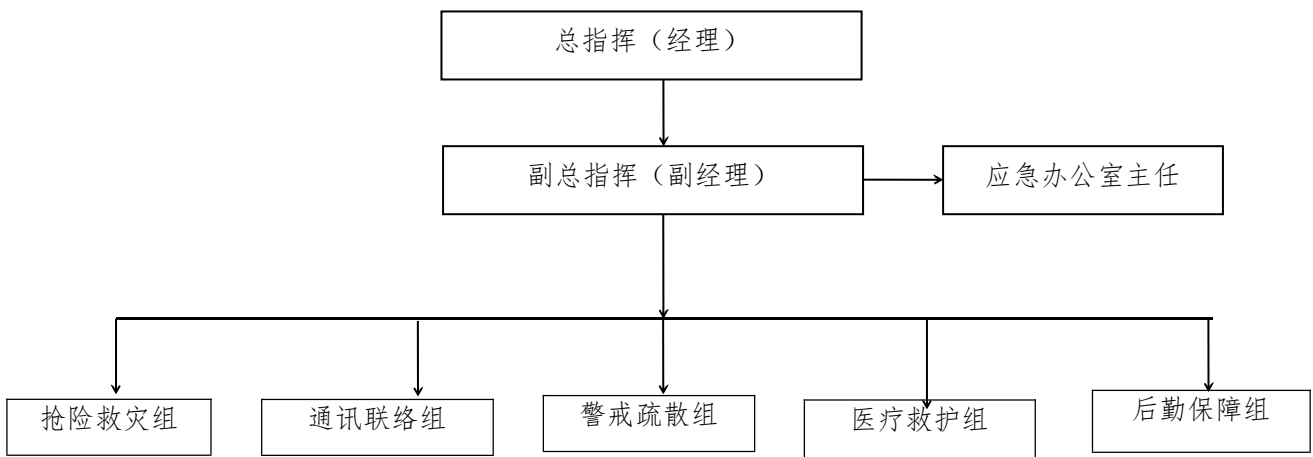 总指挥（经理）
副总指挥（副经理）
应急办公室主任
抢险救灾组
通讯联络组
警戒疏散组
医疗救护组
后勤保障组